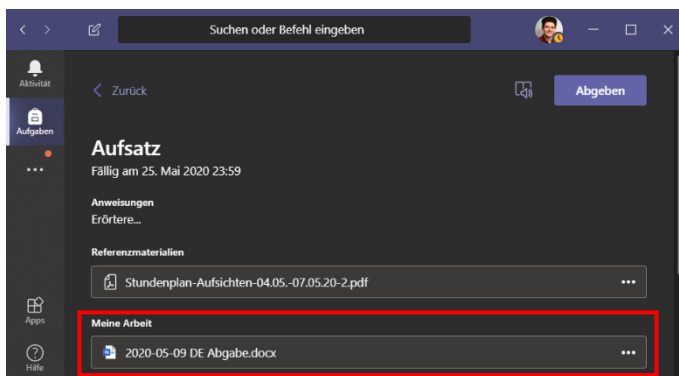 Suchen oder Befehl eingeben
Aktivität
Zurück
Abgeben
Aufgaben
Aufsatz
Fällig am 25. Mai 2020 23:59
Anweisungen
Erörtere...
Referenzmaterialien
Stundenplan-Aufsichten-04.05.-07.05.20-2.pdf
Apps
Meine Arbeit
2020-05-09 DE Abgabe.docx
Hilfe